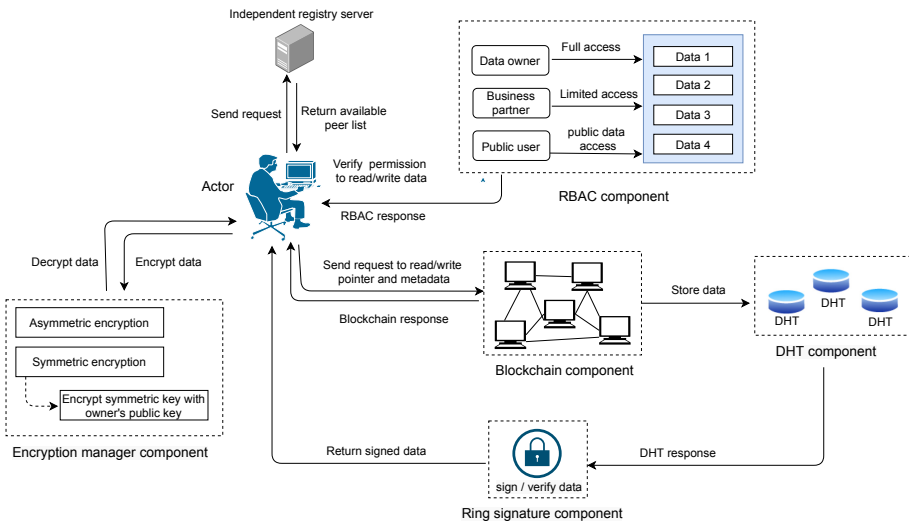 Independent registry server
Send request
Return available
peer list
Actor
Verify permission
to read/write data
RBAC response
Data owner
Full access
Data 1
Data 2
Business
partner
Limited access
Data 3
Public user
public data
access
Data 4
RBAC component
Decrypt data
Encrypt data
Send request to read/write
pointer and metadata
Blockchain response
Store data
DHT
DHT
DHT
Blockchain component
DHT component
Asymmetric encryption
Symmetric encryption
Encrypt symmetric key with
owner's public key
Encryption manager component
Return signed data
DHT response
sign / verify data
Ring signature component